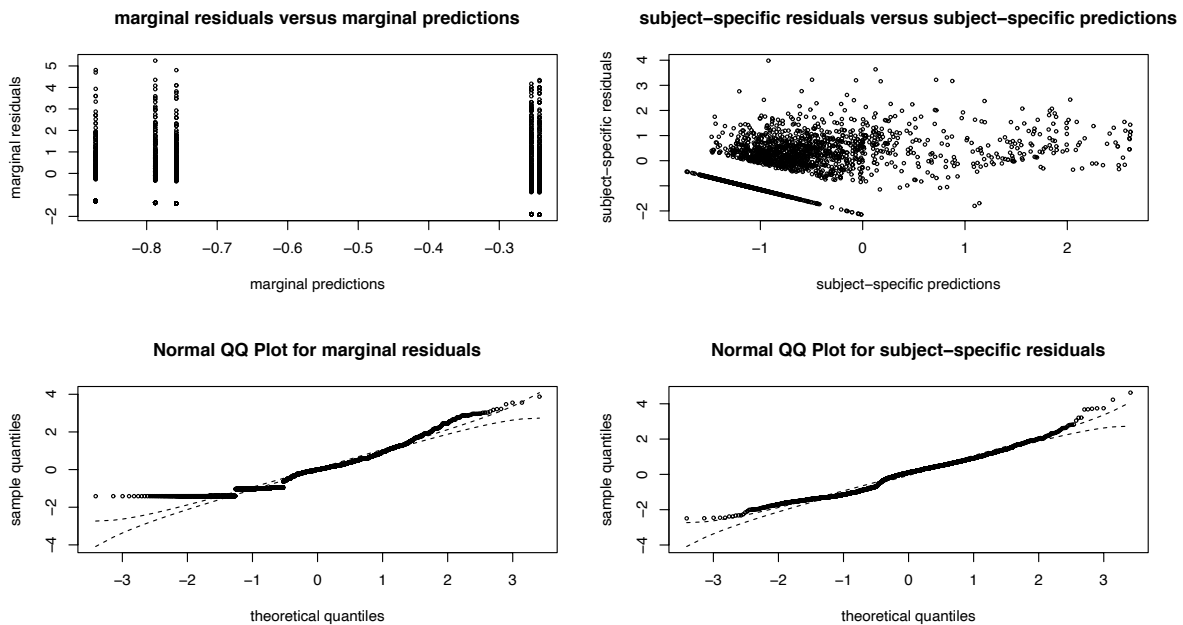 marginal residuals versus marginal predictions
marginal residuals
5
4
3
2
1
0
−2
−0.8 −0.7 −0.6 −0.5 −0.4 −0.3
marginal predictions
subject−specific residuals versus subject−specific predictions
subject−specific residuals
4
3
2
1
0
−2
−1 0 1 2
subject−specific predictions
Normal QQ Plot for marginal residuals
sample quantiles
4
2
0
−2
−4
−3 −2 −1 0 1 2 3
theoretical quantiles
Normal QQ Plot for subject−specific residuals
sample quantiles
4
2
0
−2
−4
−3 −2 −1 0 1 2 3
theoretical quantiles